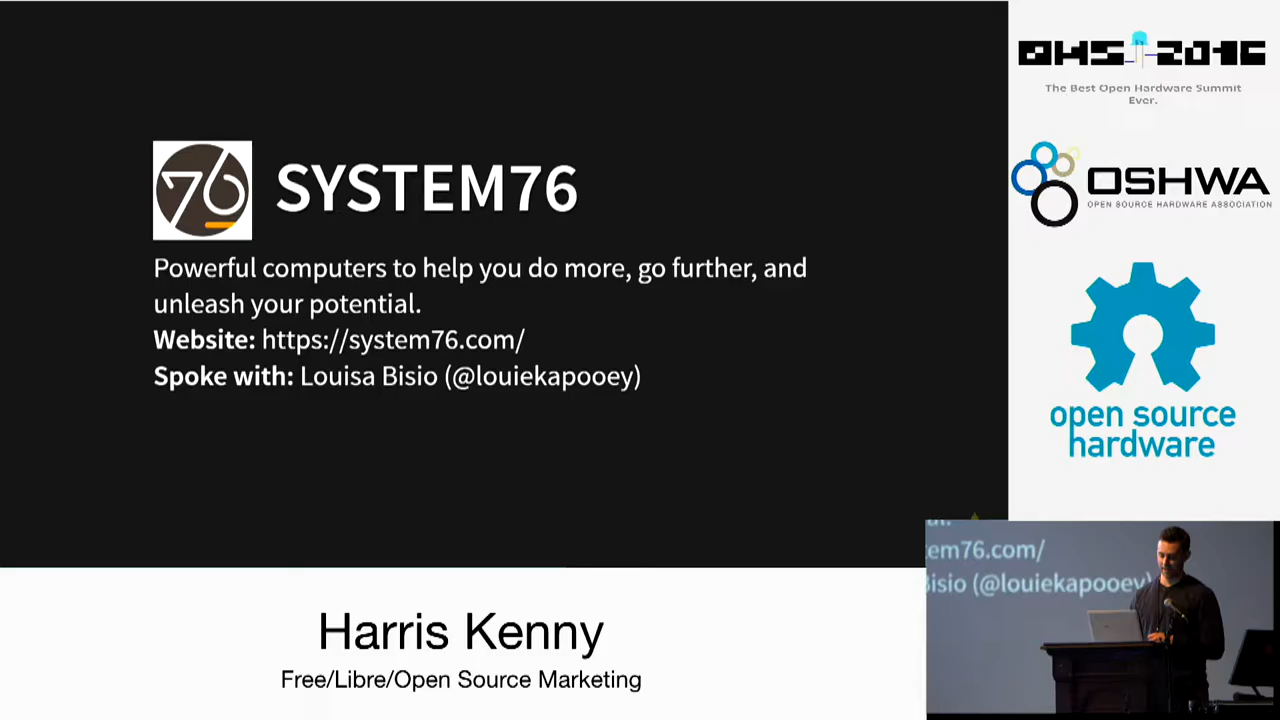 76 SYSTEM76
Powerful computers to help you do more, go further, and
unleash your potential.
Website: https://system76.com/
Spoke with: Louisa Bisio (@louiekapooey)
OHS 2016
The Best Open Hardware Summit
Ever.
OSHWA
OPEN SOURCE HARDWARE ASSOCIATION
open source
hardware
em76.com/
Bisio (@louiekapooey)
Harris Kenny
Free/Libre/Open Source Marketing